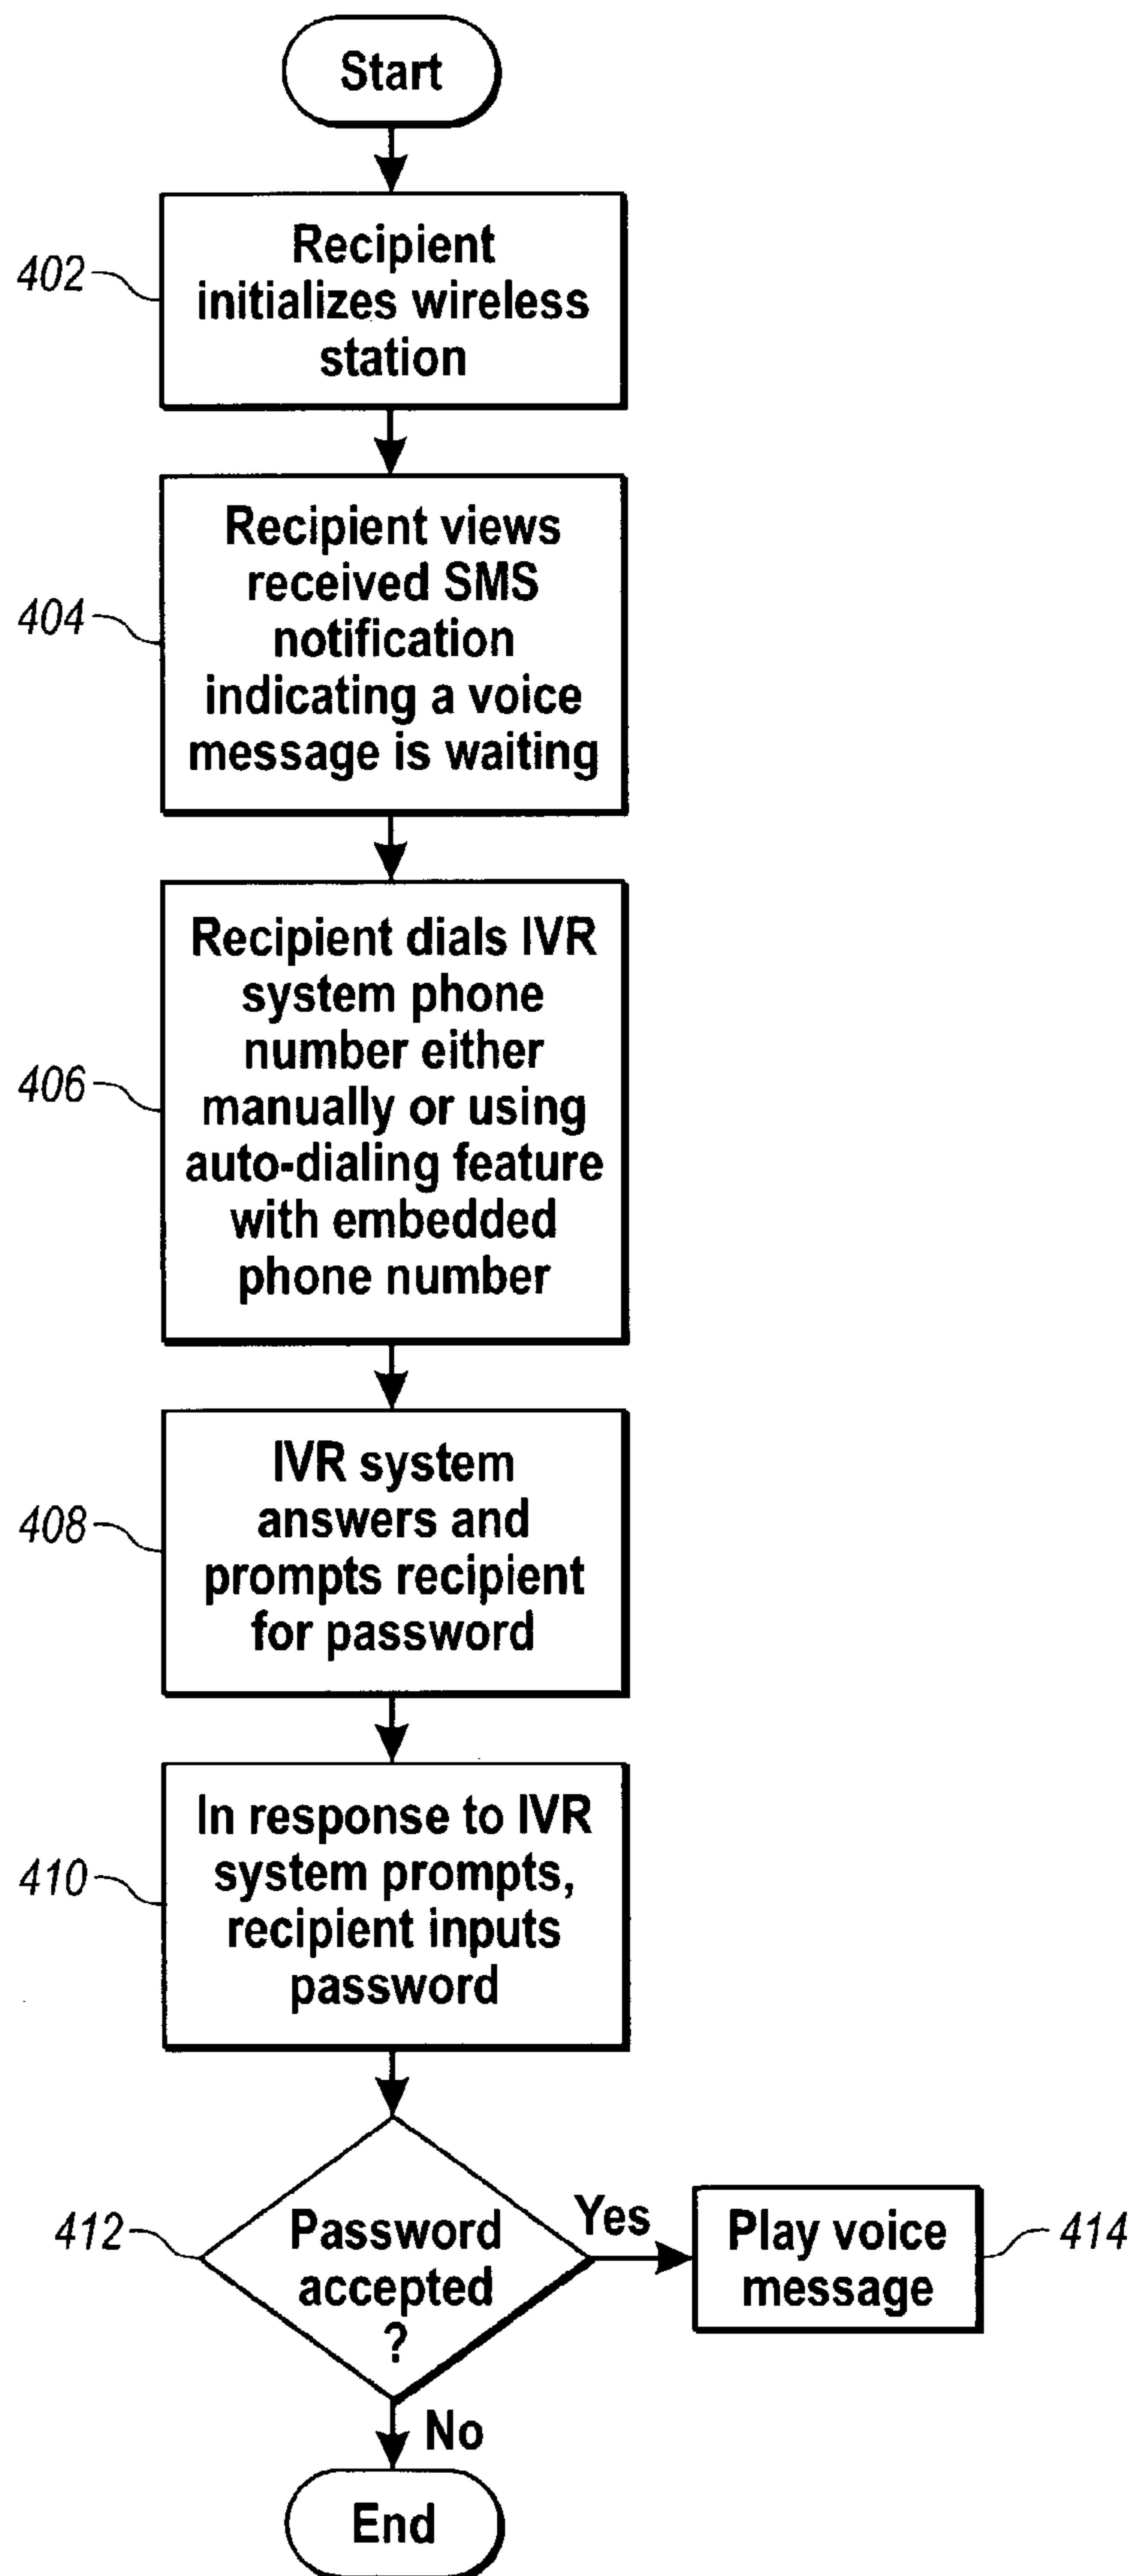 Start
402
Recipient
initializes wireless
station
404
Recipient views
received SMS
notification
indicating a voice
message is waiting
406
Recipient dials IVR
system phone
number either
manually or using
auto-dialing feature
with embedded
phone number
408
IVR system
answers and
prompts recipient
for password
410
In response to IVR
system prompts,
recipient inputs
password
412
Password
accepted
?
Yes
Play voice
message
414
No
End